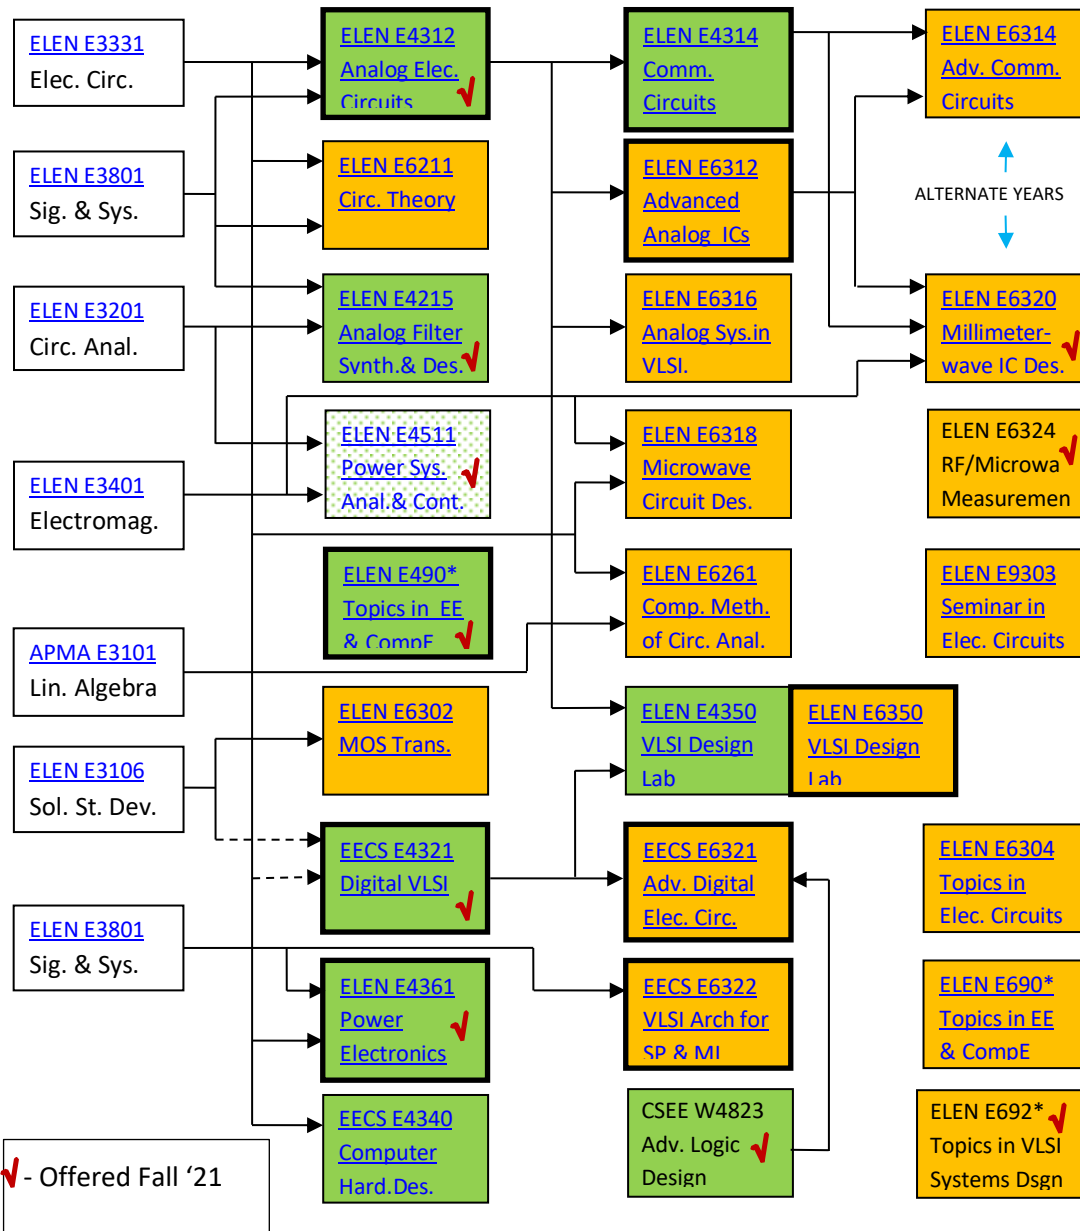 ELEN E3331
Elec. Circ.
ELEN E4312
Analog Elec.
Circuits
ELEN E4314
Comm.
Circuits
ELEN E6314
Adv. Comm.
Circuits
ELEN E3801
Sig. & Sys.
ELEN E6211
Circ. Theory
ELEN E6312
Advanced
Analog ICs
ALTERNATE YEARS
ELEN E3201
Circ. Anal.
ELEN E4215
Analog Filter
Synth.& Des.
ELEN E6316
Analog Sys.in
VLSI.
ELEN E6320
Millimeter-
wave IC Des.
ELEN E3401
Electromag.
ELEN E4511
Power Sys.
Anal.& Cont.
ELEN E6318
Microwave
Circuit Des.
ELEN E6324
RF/Microwa
Measuremen
ELEN E490*
Topics in EE
& CompE
ELEN E6261
Comp. Meth.
of Circ. Anal.
ELEN E9303
Seminar in
Elec. Circuits
APMA E3101
Lin. Algebra
ELEN E6302
MOS Trans.
ELEN E4350
VLSI Design
Lab
ELEN E6350
VLSI Design
Lab
ELEN E3106
Sol. St. Dev.
EECS E4321
Digital VLSI
EECS E6321
Adv. Digital
Elec. Circ.
ELEN E6304
Topics in
Elec. Circuits
ELEN E3801
Sig. & Sys.
ELEN E4361
Power
Electronics
EECS E6322
VLSI Arch for
SP & ML
ELEN E690*
Topics in EE
& CompE
EECS E4340
Computer
Hard.Des.
CSEE W4823
Adv. Logic
Design
ELEN E692*
Topics in VLSI
Systems Dsgn
√ - Offered Fall ‘21